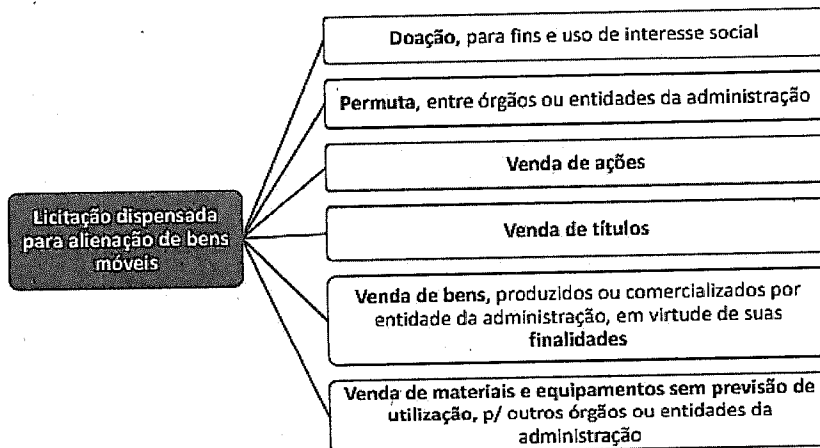 Licitação dispensada
para alienação de bens
móveis
Doação, para fins e uso de interesse social
Permuta, entre órgãos ou entidades da administração
Venda de ações
Venda de títulos
Venda de bens, produzidos ou comercializados por
entidade da administração, em virtude de suas
finalidades
Venda de materiais e equipamentos sem previsão de
utilização, p/ outros órgãos ou entidades da
administração